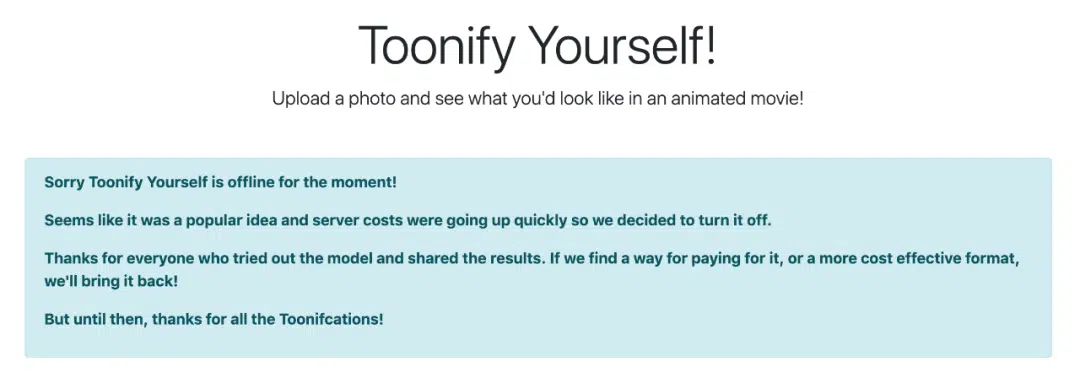 Toonify Yourself!
Upload a photo and see what you'd look like in an animated movie!
Sorry Toonify Yourself is offline for the moment!
Seems like it was a popular idea and server costs were going up quickly so we decided to turn it off.
Thanks for everyone who tried out the model and shared the results. If we find a way for paying for it, or a more cost effective format,
we'll bring it back!
But until then, thanks for all the Toonifcations!